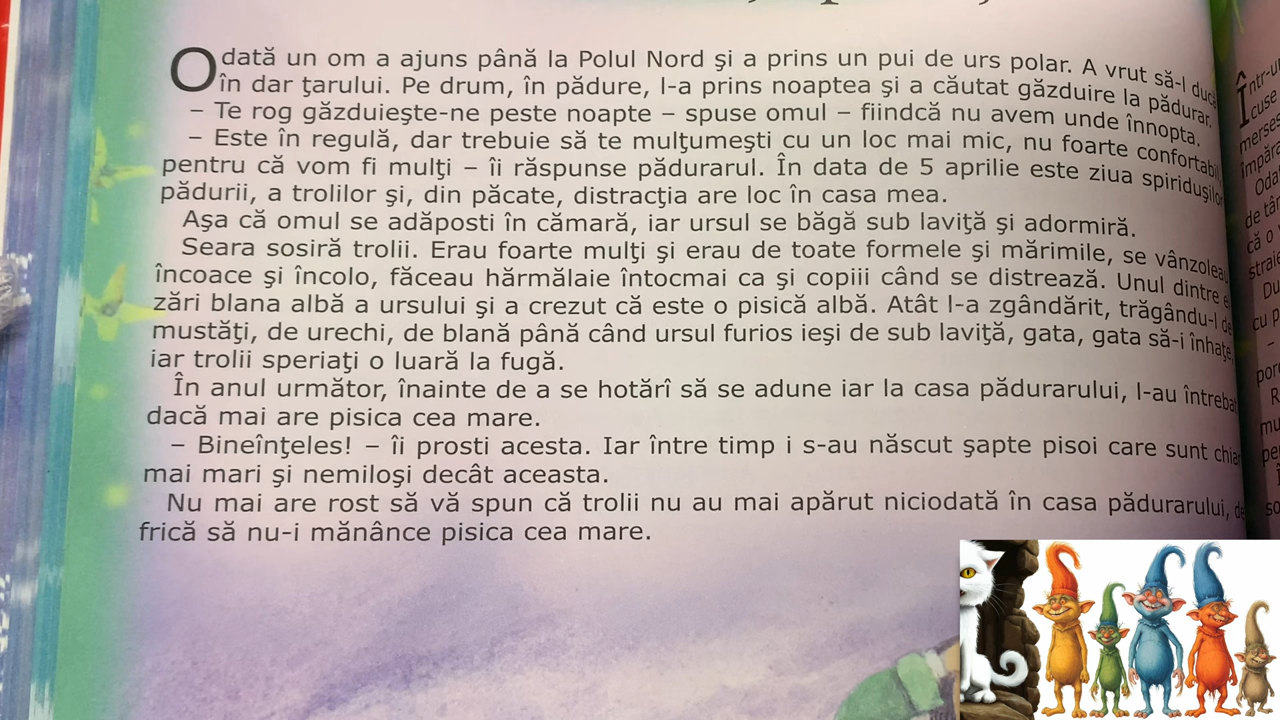 Odată un om a ajuns până la Polul Nord şi a prins un pui de urs polar. A vrut să-l ducă
în dar ţarului. Pe drum, în pădure, l-a prins noaptea şi a căutat găzduire la pădurar.
– Te rog găzduieşte-ne peste noapte – spuse omul – fiindcă nu avem unde înnopta.
– Este în regulă, dar trebuie să te mulţumeşti cu un loc mai mic, nu foarte confortabil,
pentru că vom fi mulţi – îi răspunse pădurarul. În data de 5 aprilie este ziua spiriduşilor
pădurii, a trolilor şi, din păcate, distracţia are loc în casa mea.
Aşa că omul se adăposti în cămară, iar ursul se băgă sub laviţă şi adormiră.
Seara sosiră trolii. Erau foarte mulţi şi erau de toate formele şi mărimile, se vânzoleau
încoace şi încolo, făceau hărmălaie întocmai ca şi copiii când se distrează. Unul dintre ei
zări blana albă a ursului şi a crezut că este o pisică albă. Atât l-a zgândărit, trăgându-l de
mustăţi, de urechi, de blană până când ursul furios ieşi de sub laviţă, gata, gata să-i înhaţe,
iar trolii speriaţi o luară la fugă.
În anul următor, înainte de a se hotărî să se adune iar la casa pădurarului, l-au întrebat
dacă mai are pisica cea mare.
– Bineînţeles! – îi prosti acesta. Iar între timp i s-au născut şapte pisoi care sunt chiar
mai mari şi nemiloşi decât aceasta.
Nu mai are rost să vă spun că trolii nu au mai apărut niciodată în casa pădurarului, de
frică să nu-i mănânce pisica cea mare.